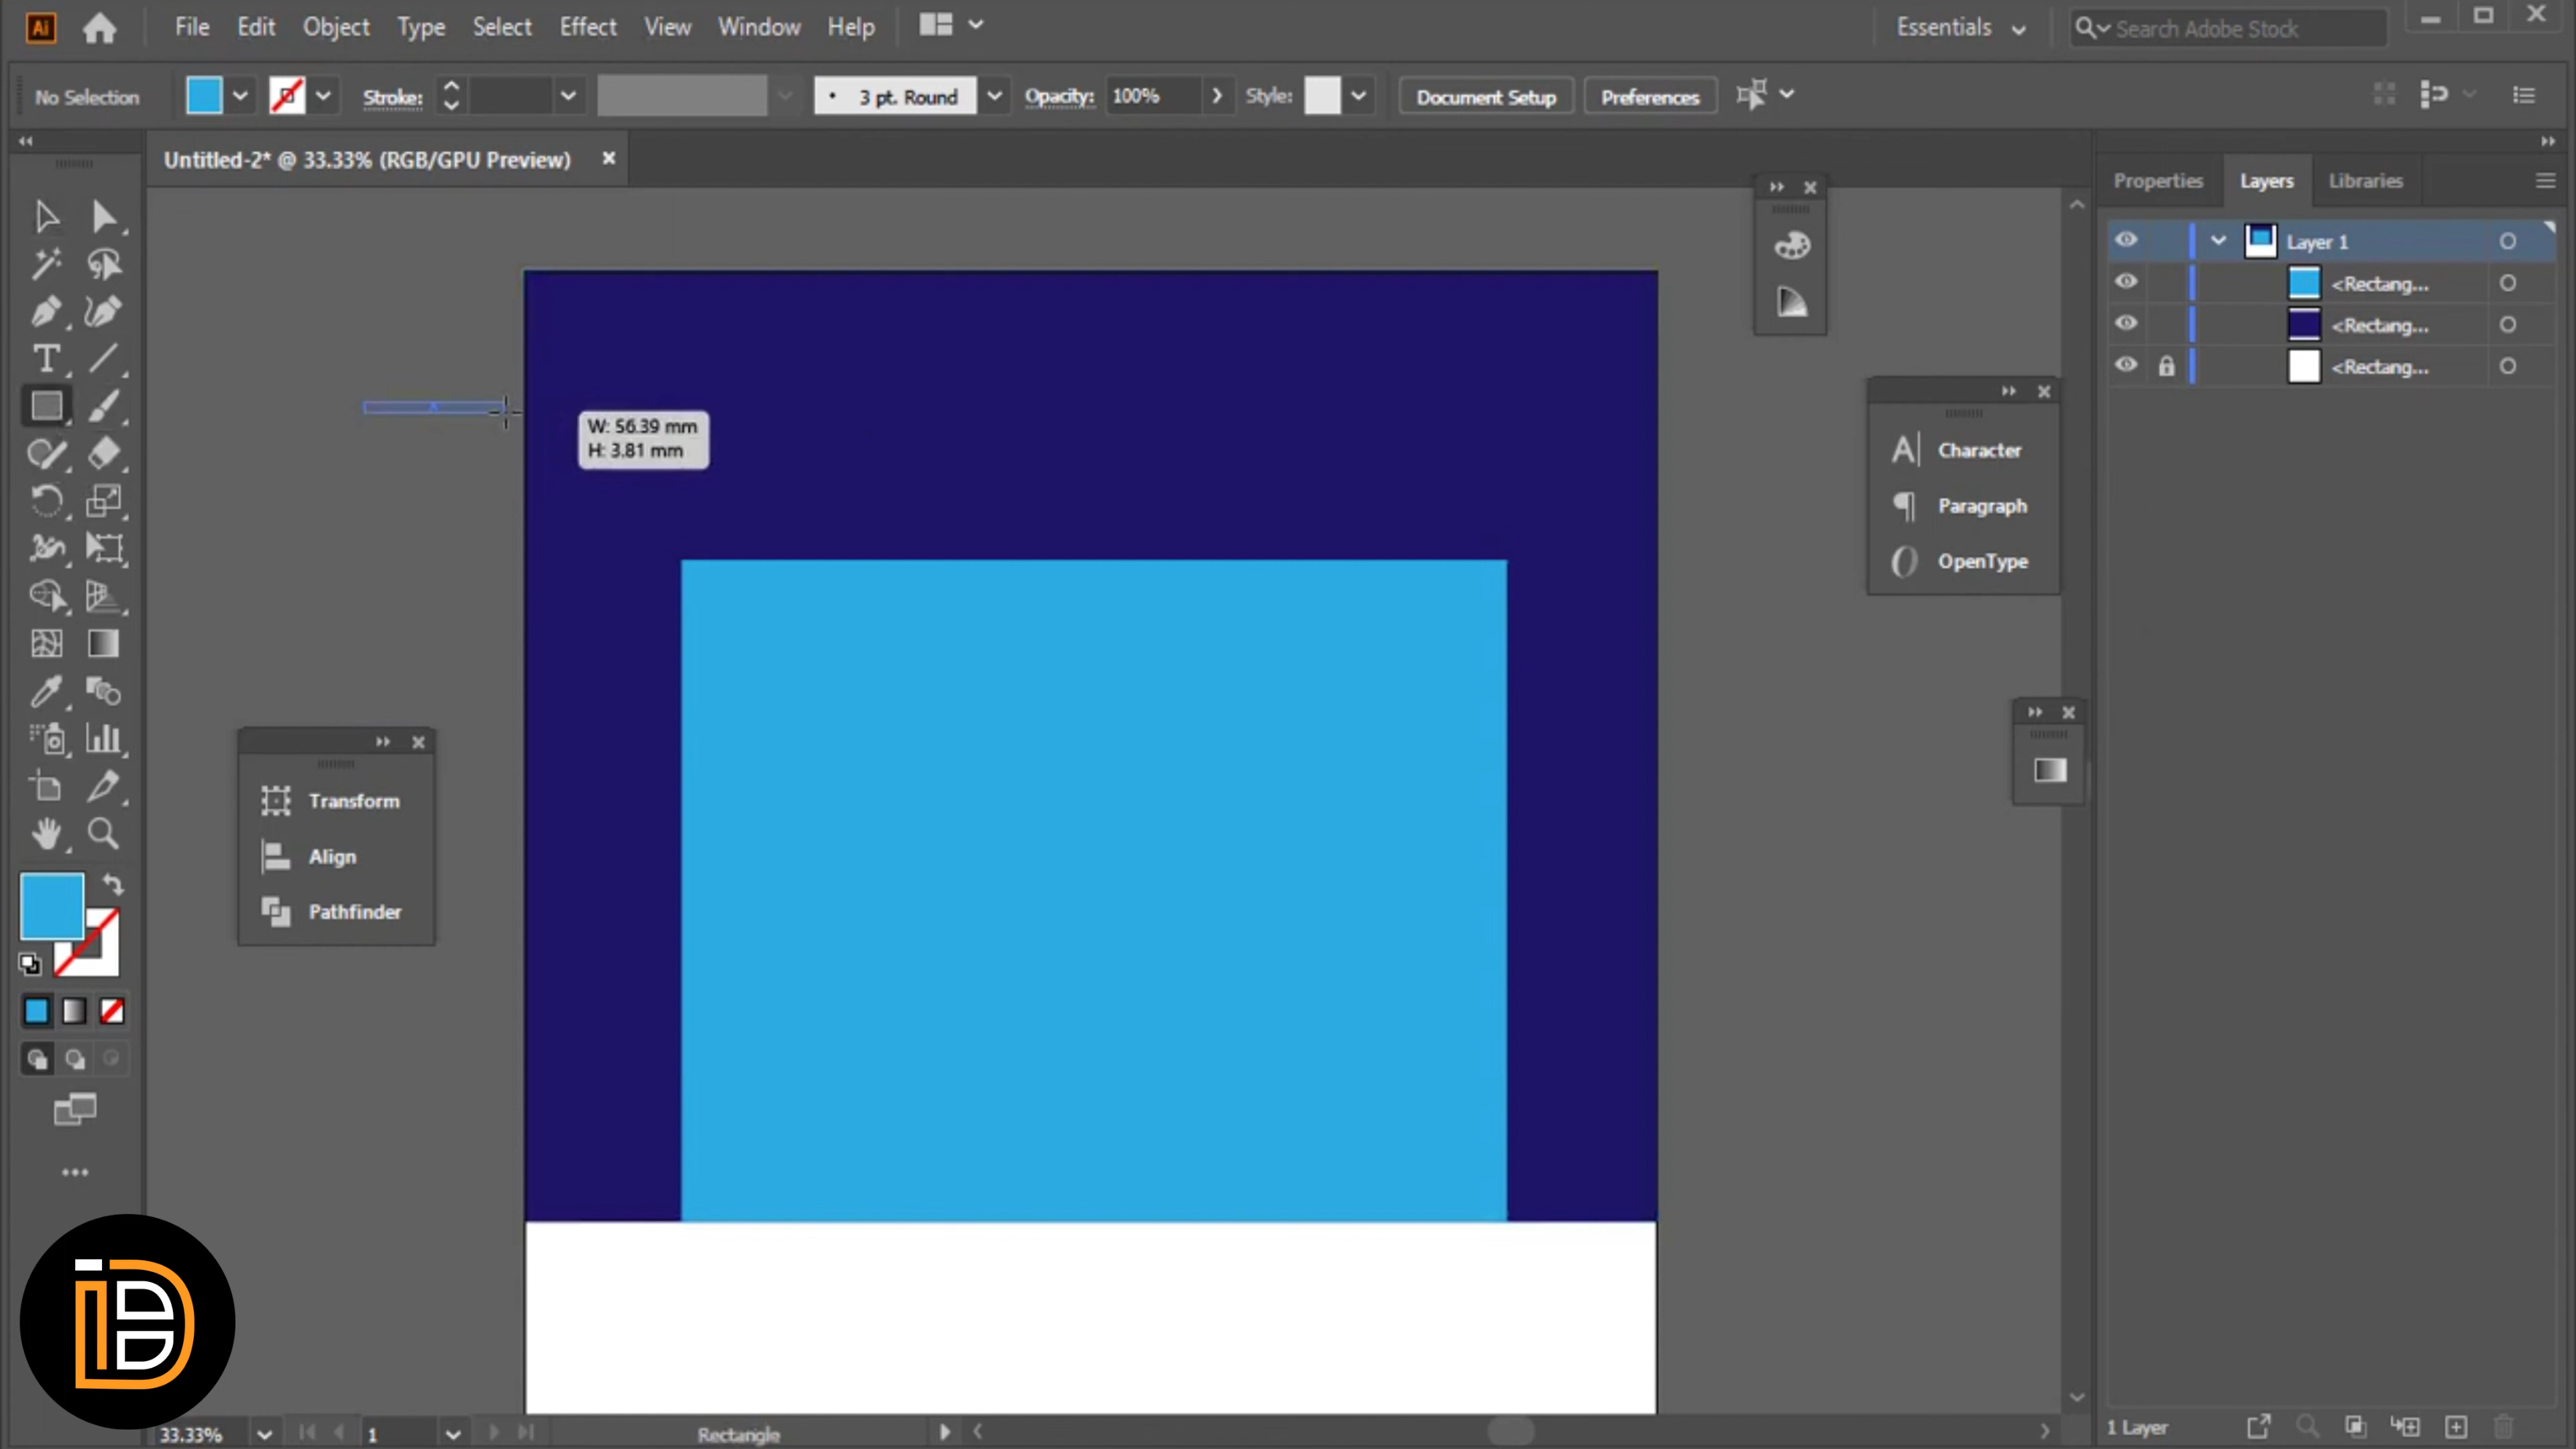 Ai
File Edit Object Type Select Effect View Window Help
Essentials
Search Adobe Stock
No Selection
Stroke:
3 pt. Round
Opacity: 100%
Style:
Document Setup
Preferences
Untitled-2* @ 33.33% (RGB/GPU Preview)
Properties
Layers
Libraries
Layer 1
<Rectang...
<Rectang...
<Rectang...
W: 56.39 mm
H: 3.81 mm
Character
Paragraph
OpenType
Transform
Align
Pathfinder
33.33%
1
Rectangle
1 Layer